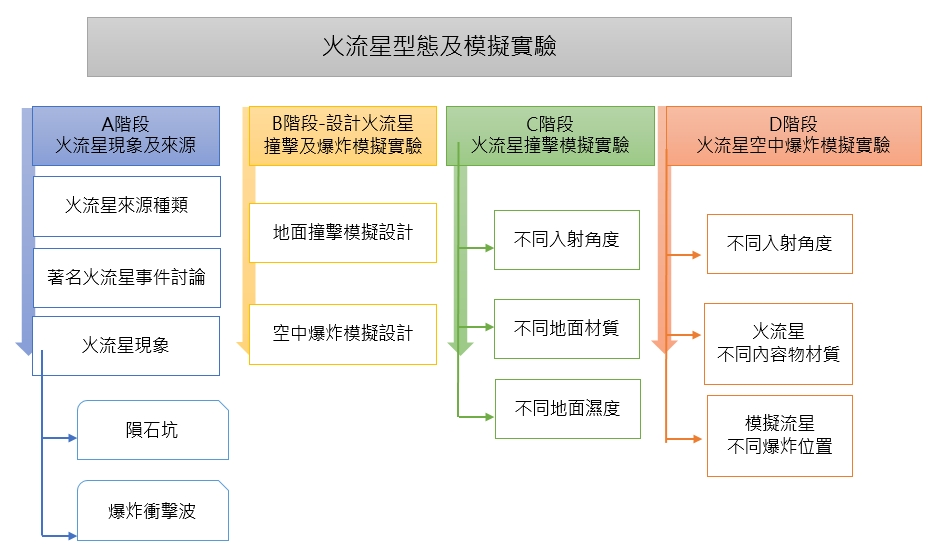 火流星型態及模擬實驗
A階段
火流星現象及來源
火流星來源種類
著名火流星事件討論
火流星現象
隕石坑
爆炸衝擊波
B階段-設計火流星
撞擊及爆炸模擬實驗
地面撞擊模擬設計
空中爆炸模擬設計
C階段
火流星撞擊模擬實驗
不同入射角度
不同地面材質
不同地面濕度
D階段
火流星空中爆炸模擬實驗
不同入射角度
火流星
不同內容物材質
模擬流星
不同爆炸位置